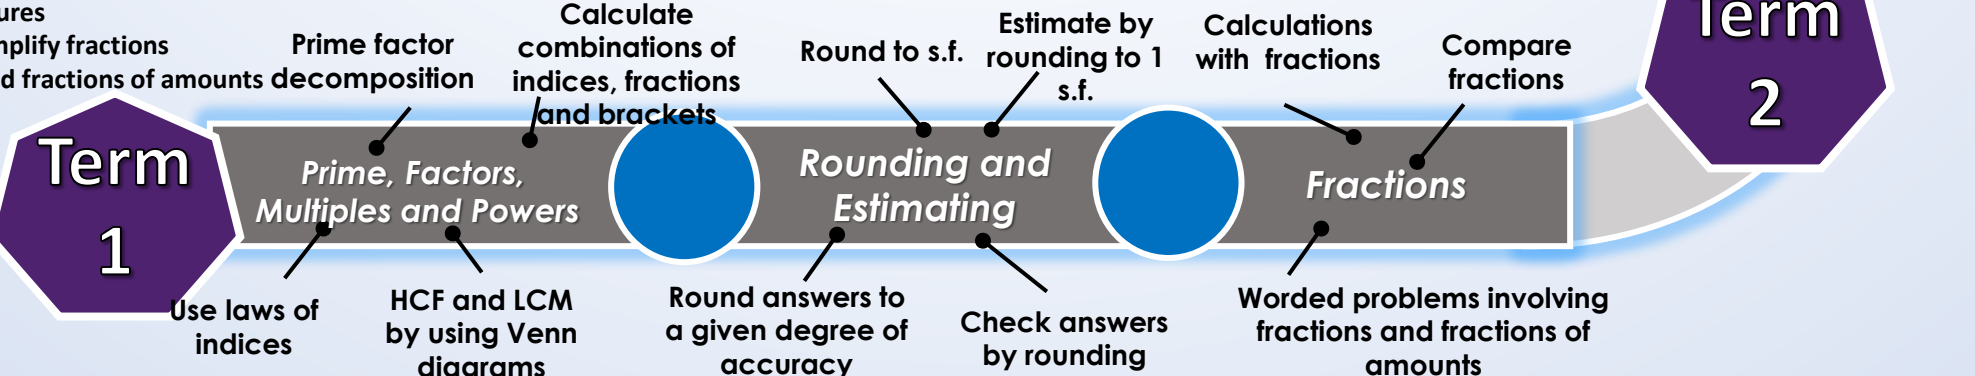 simplify fractions
fractions of amounts
Term
1
Prime factor
decomposition
Calculate
combinations of
indices, fractions
and brackets
Prime, Factors,
Multiples and Powers
Use laws of
indices
HCF and LCM
by using Venn
diagrams
Round to s.f.
Estimate by
rounding to 1
s.f.
Rounding and
Estimating
Round answers to
a given degree of
accuracy
Check answers
by rounding
Calculations
with  fractions
Compare
fractions
Fractions
Worded problems involving
fractions and fractions of
amounts
Term
2